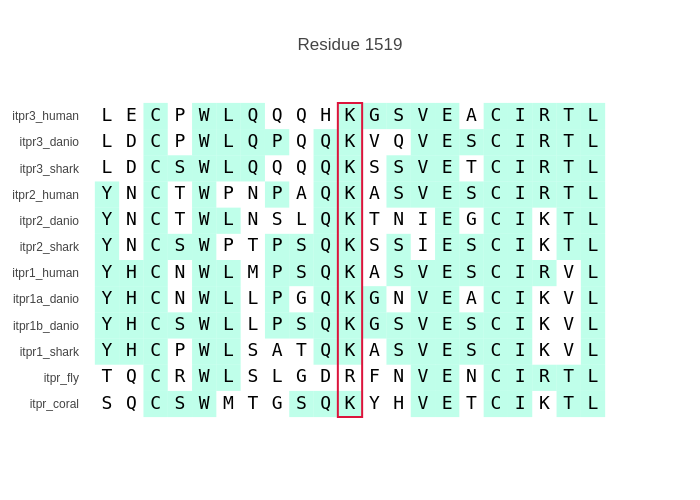 Residue 1519
itpr3_human L E C P W L Q Q Q H K G S V E A C I R T L
itpr3_danio L D C P W L Q P Q Q K V Q V E S C I R T L
itpr3_shark L D C S W L Q Q Q Q K S S V E T C I R T L
itpr2_human Y N C T W P N P A Q K A S V E S C I R T L
itpr2_danio Y N C T W L N S L Q K T N I E G C I K T L
itpr2_shark Y N C S W P T P S Q K S S I E S C I K T L
itpr1_human Y H C N W L M P S Q K A S V E S C I R V L
itpr1a_danio Y H C N W L L P G Q K G N V E A C I K V L
itpr1b_danio Y H C S W L L P S Q K G S V E S C I K V L
itpr1_shark Y H C P W L S A T Q K A S V E S C I K V L
itpr_fly T Q C R W L S L G D R F N V E N C I R T L
itpr_coral S Q C S W M T G S Q K Y H V E T C I K T L